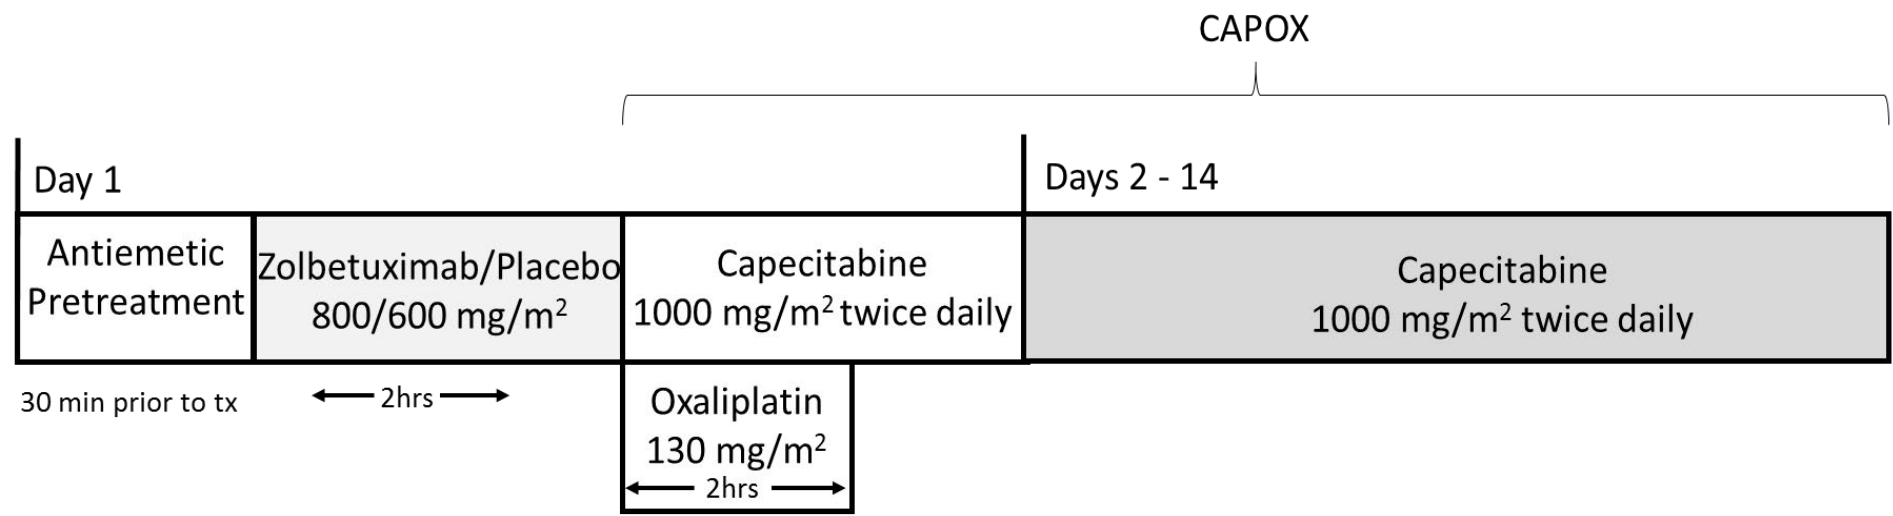 CAPOX
Day 1
Days 2 - 14
Antiemetic
Pretreatment
Zolbetuximab/Placebo
800/600 mg/m²
Capecitabine
1000 mg/m² twice daily
Capecitabine
1000 mg/m² twice daily
30 min prior to tx
2hrs
Oxaliplatin
130 mg/m²
2hrs